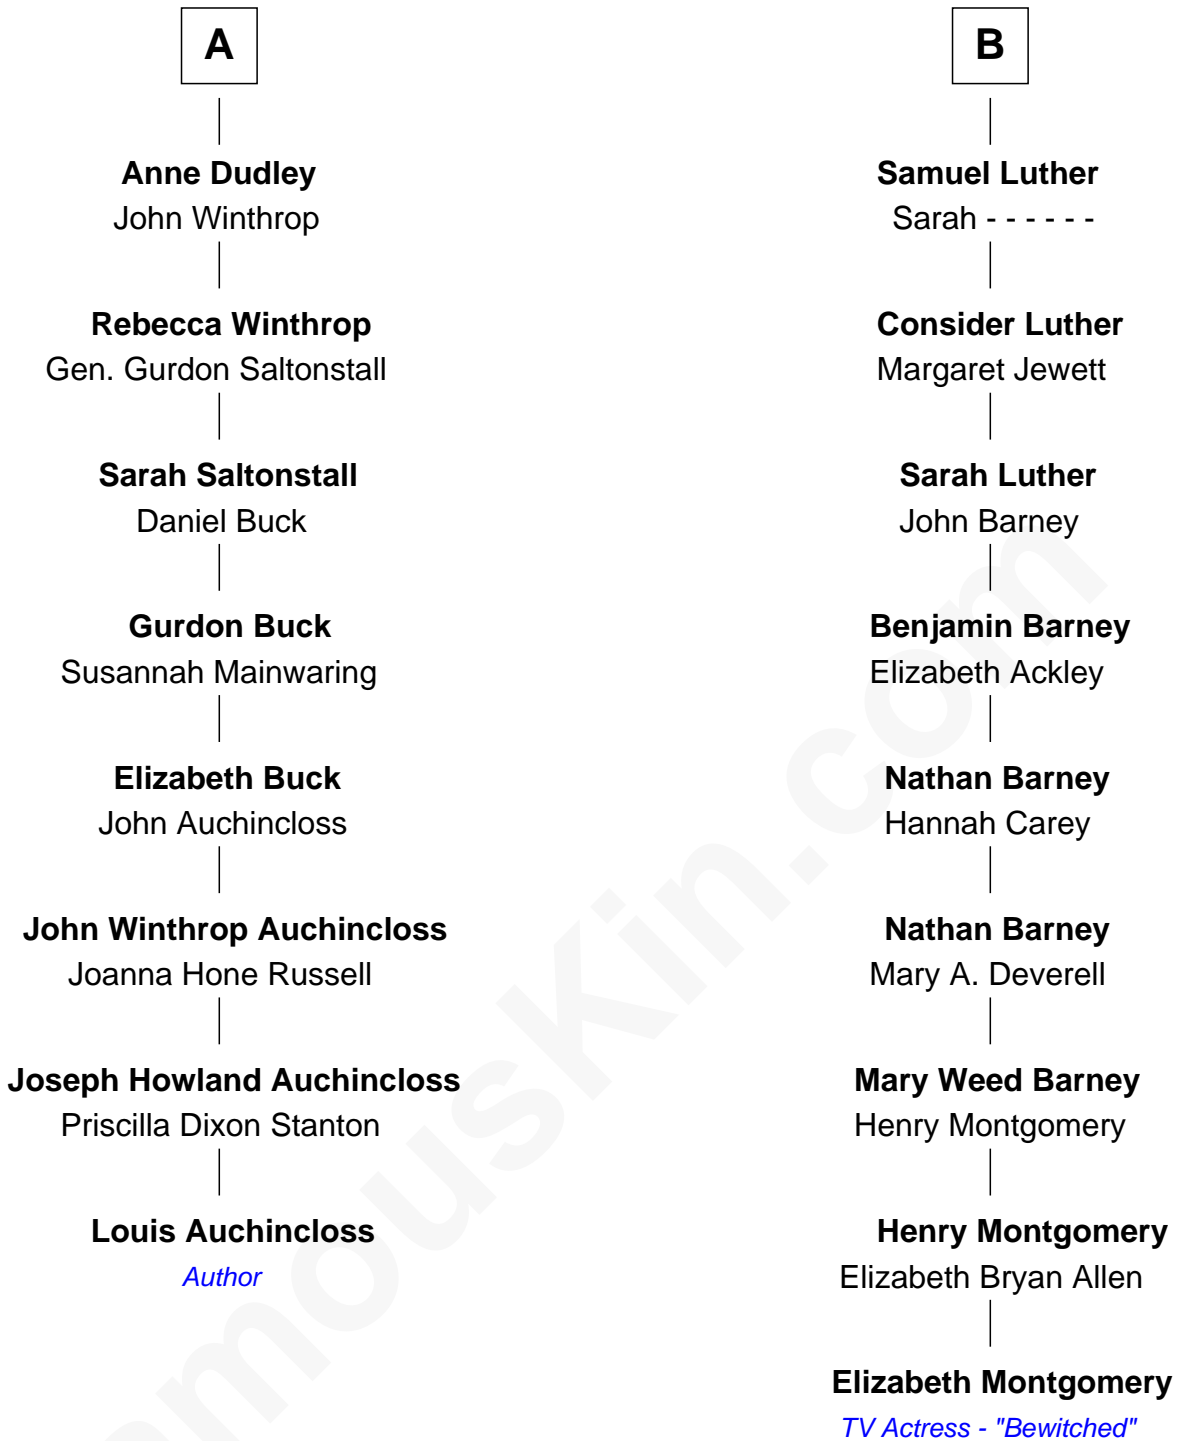 A
Anne Dudley
John Winthrop
Rebecca Winthrop
Gen. Gurdon Saltonstall
Sarah Saltonstall
Daniel Buck
Gurdon Buck
Susannah Mainwaring
Elizabeth Buck
John Auchincloss
John Winthrop Auchincloss
Joanna Hone Russell
Joseph Howland Auchincloss
Priscilla Dixon Stanton
Louis Auchincloss
Author
B
Samuel Luther
Sarah - - - - - -
Consider Luther
Margaret Jewett
Sarah Luther
John Barney
Benjamin Barney
Elizabeth Ackley
Nathan Barney
Hannah Carey
Nathan Barney
Mary A. Deverell
Mary Weed Barney
Henry Montgomery
Henry Montgomery
Elizabeth Bryan Allen
Elizabeth Montgomery
TV Actress - "Bewitched"
amousKin.com